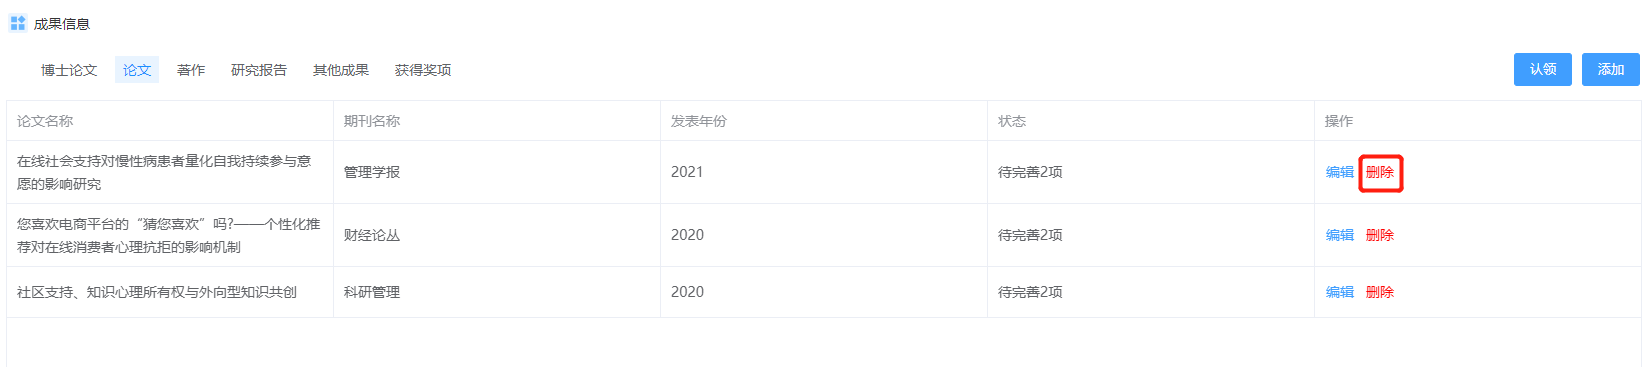 成果信息
博士论文 论文 著作 研究报告 其他成果 获得奖项 认领 添加
论文名称 期刊名称 发表年份 状态 操作
在线社会支持对慢性病患者量化自我持续参与意
愿的影响研究 管理学报 2021 待完善2项 编辑 删除
您喜欢电商平台的“猜您喜欢”吗?——个性化推
荐对在线消费者心理抗拒的影响机制 财经论丛 2020 待完善2项 编辑 删除
社区支持、知识心理所有权与外向型知识共创 科研管理 2020 待完善2项 编辑 删除